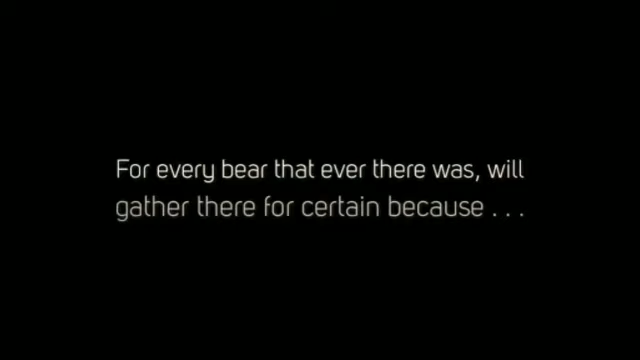 For every bear that ever there was, will
gather there for certain because . . .